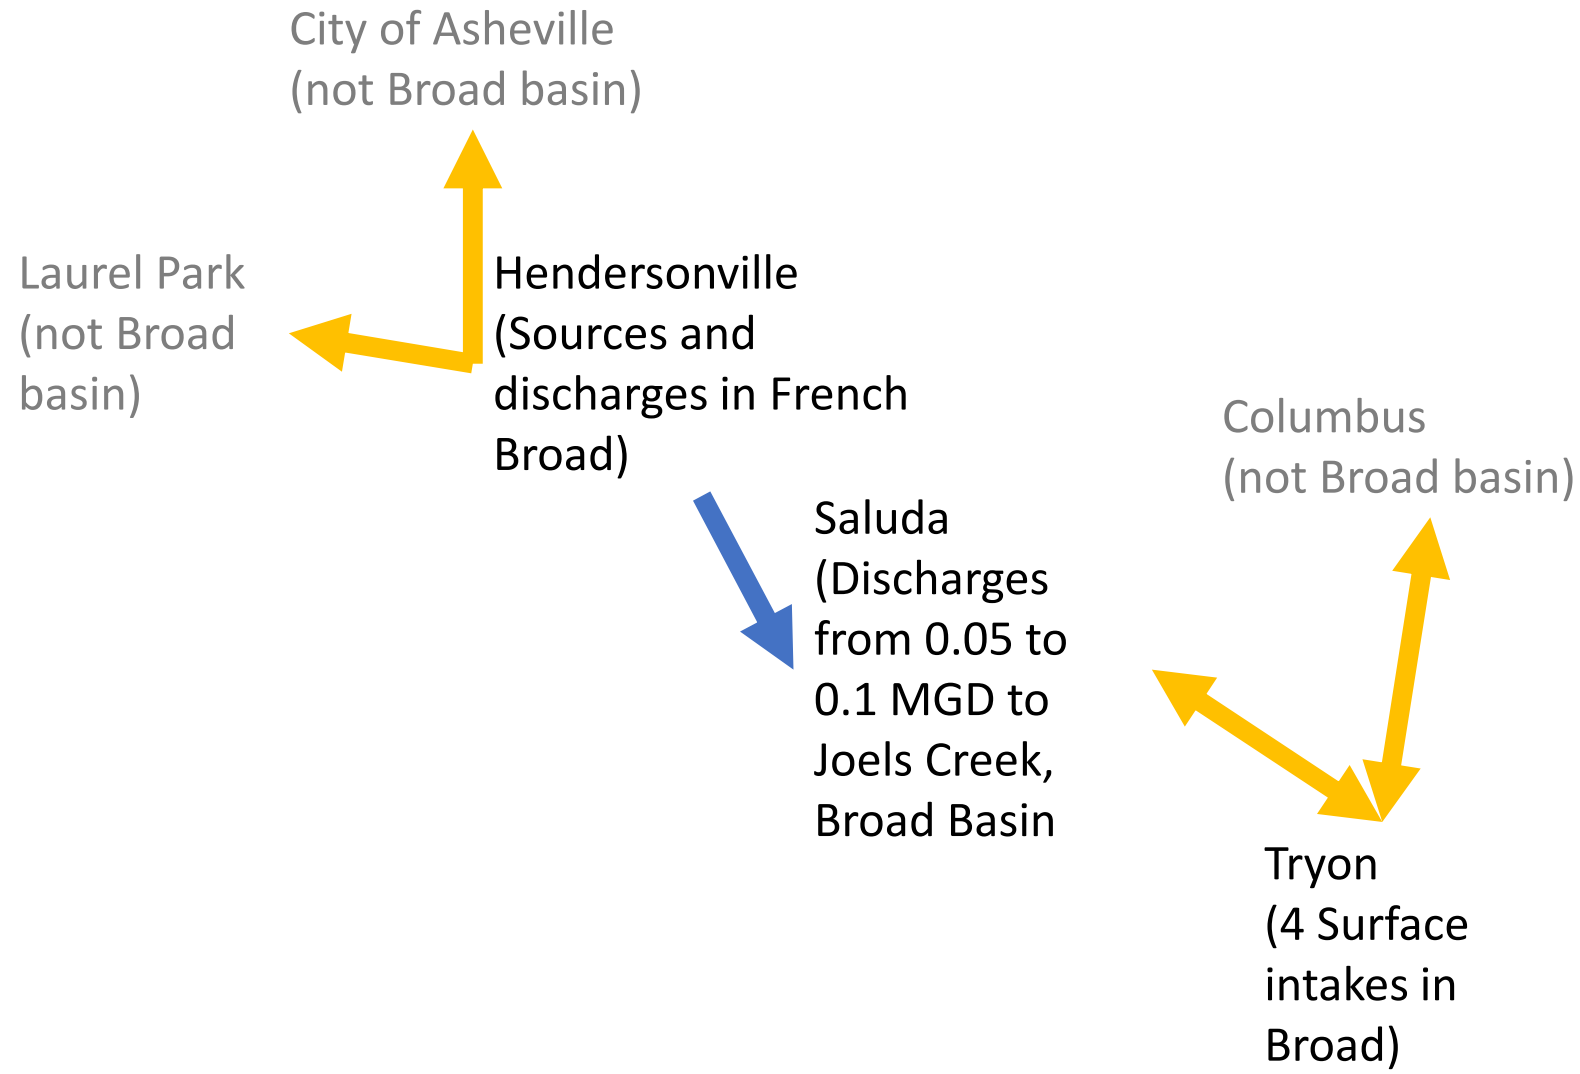 City of Asheville
(not Broad basin)
Laurel Park
(not Broad
basin)
Hendersonville
(Sources and
discharges in French
Broad)
Columbus
(not Broad basin)
Saluda
(Discharges
from 0.05 to
0.1 MGD to
Joels Creek,
Broad Basin
Tryon
(4 Surface
intakes in
Broad)